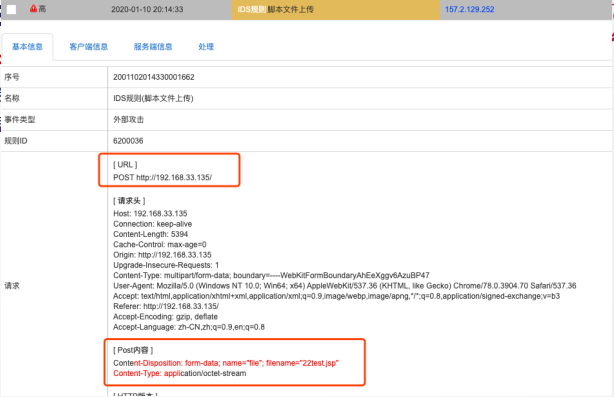 高 2020-01-10 20:14:33 IDS规则 脚本文件上传 157.2.129.252
基本信息 客户端信息 服务端信息 处理
序号 2001102014330001662
名称 IDS规则(脚本文件上传)
事件类型 外部攻击
规则ID 6200036
请求
[ URL ]
POST http://192.168.33.135/
[ 请求头 ]
Host: 192.168.33.135
Connection: keep-alive
Content-Length: 5394
Cache-Control: max-age=0
Origin: http://192.168.33.135
Upgrade-Insecure-Requests: 1
Content-Type: multipart/form-data; boundary=----WebKitFormBoundaryAhEeXggv6AzuBP47
User-Agent: Mozilla/5.0 (Windows NT 10.0; Win64; x64) AppleWebKit/537.36 (KHTML, like Gecko) Chrome/78.0.3904.70 Safari/537.36
Accept: text/html,application/xhtml+xml,application/xml;q=0.9,image/webp,image/apng,*/*;q=0.8,application/signed-exchange;v=b3
Referer: http://192.168.33.135/
Accept-Encoding: gzip, deflate
Accept-Language: zh-CN,zh;q=0.9,en;q=0.8
[ Post内容 ]
Content-Disposition: form-data; name="file"; filename="22test.jsp"
Content-Type: application/octet-stream
[ HTTP版本 ]